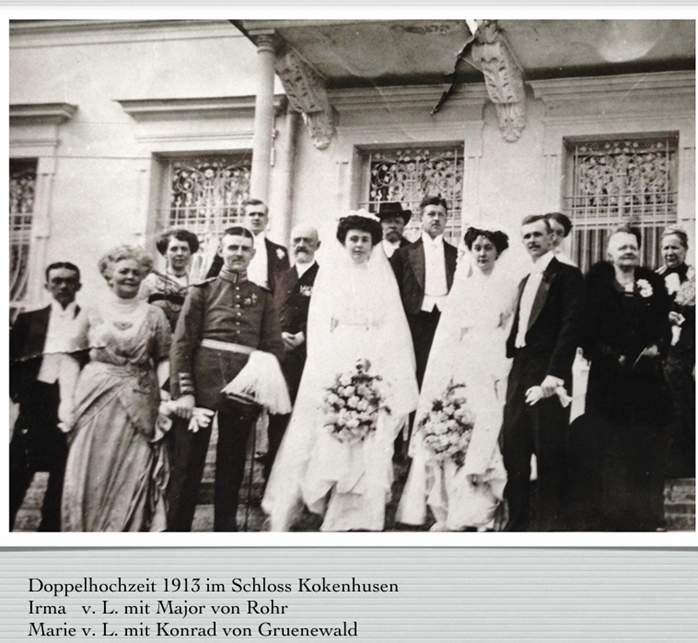 Doppelhochzeit 1913 im Schloss Kokenhusen
Irma v. L. mit Major von Rohr
Marie v. L. mit Konrad von Gruenewald